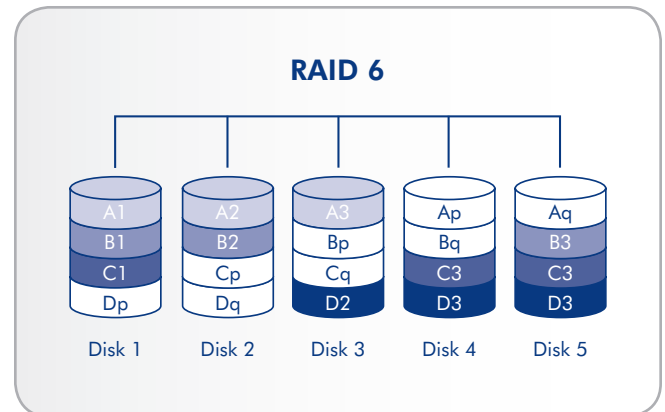 RAID 6
A1 A2 A3 Ap Aq
B1 B2 Bp Bq B3
C1 Cp Cq C3 C3
Dp Dq D2 D3 D3
Disk 1 Disk 2 Disk 3 Disk 4 Disk 5